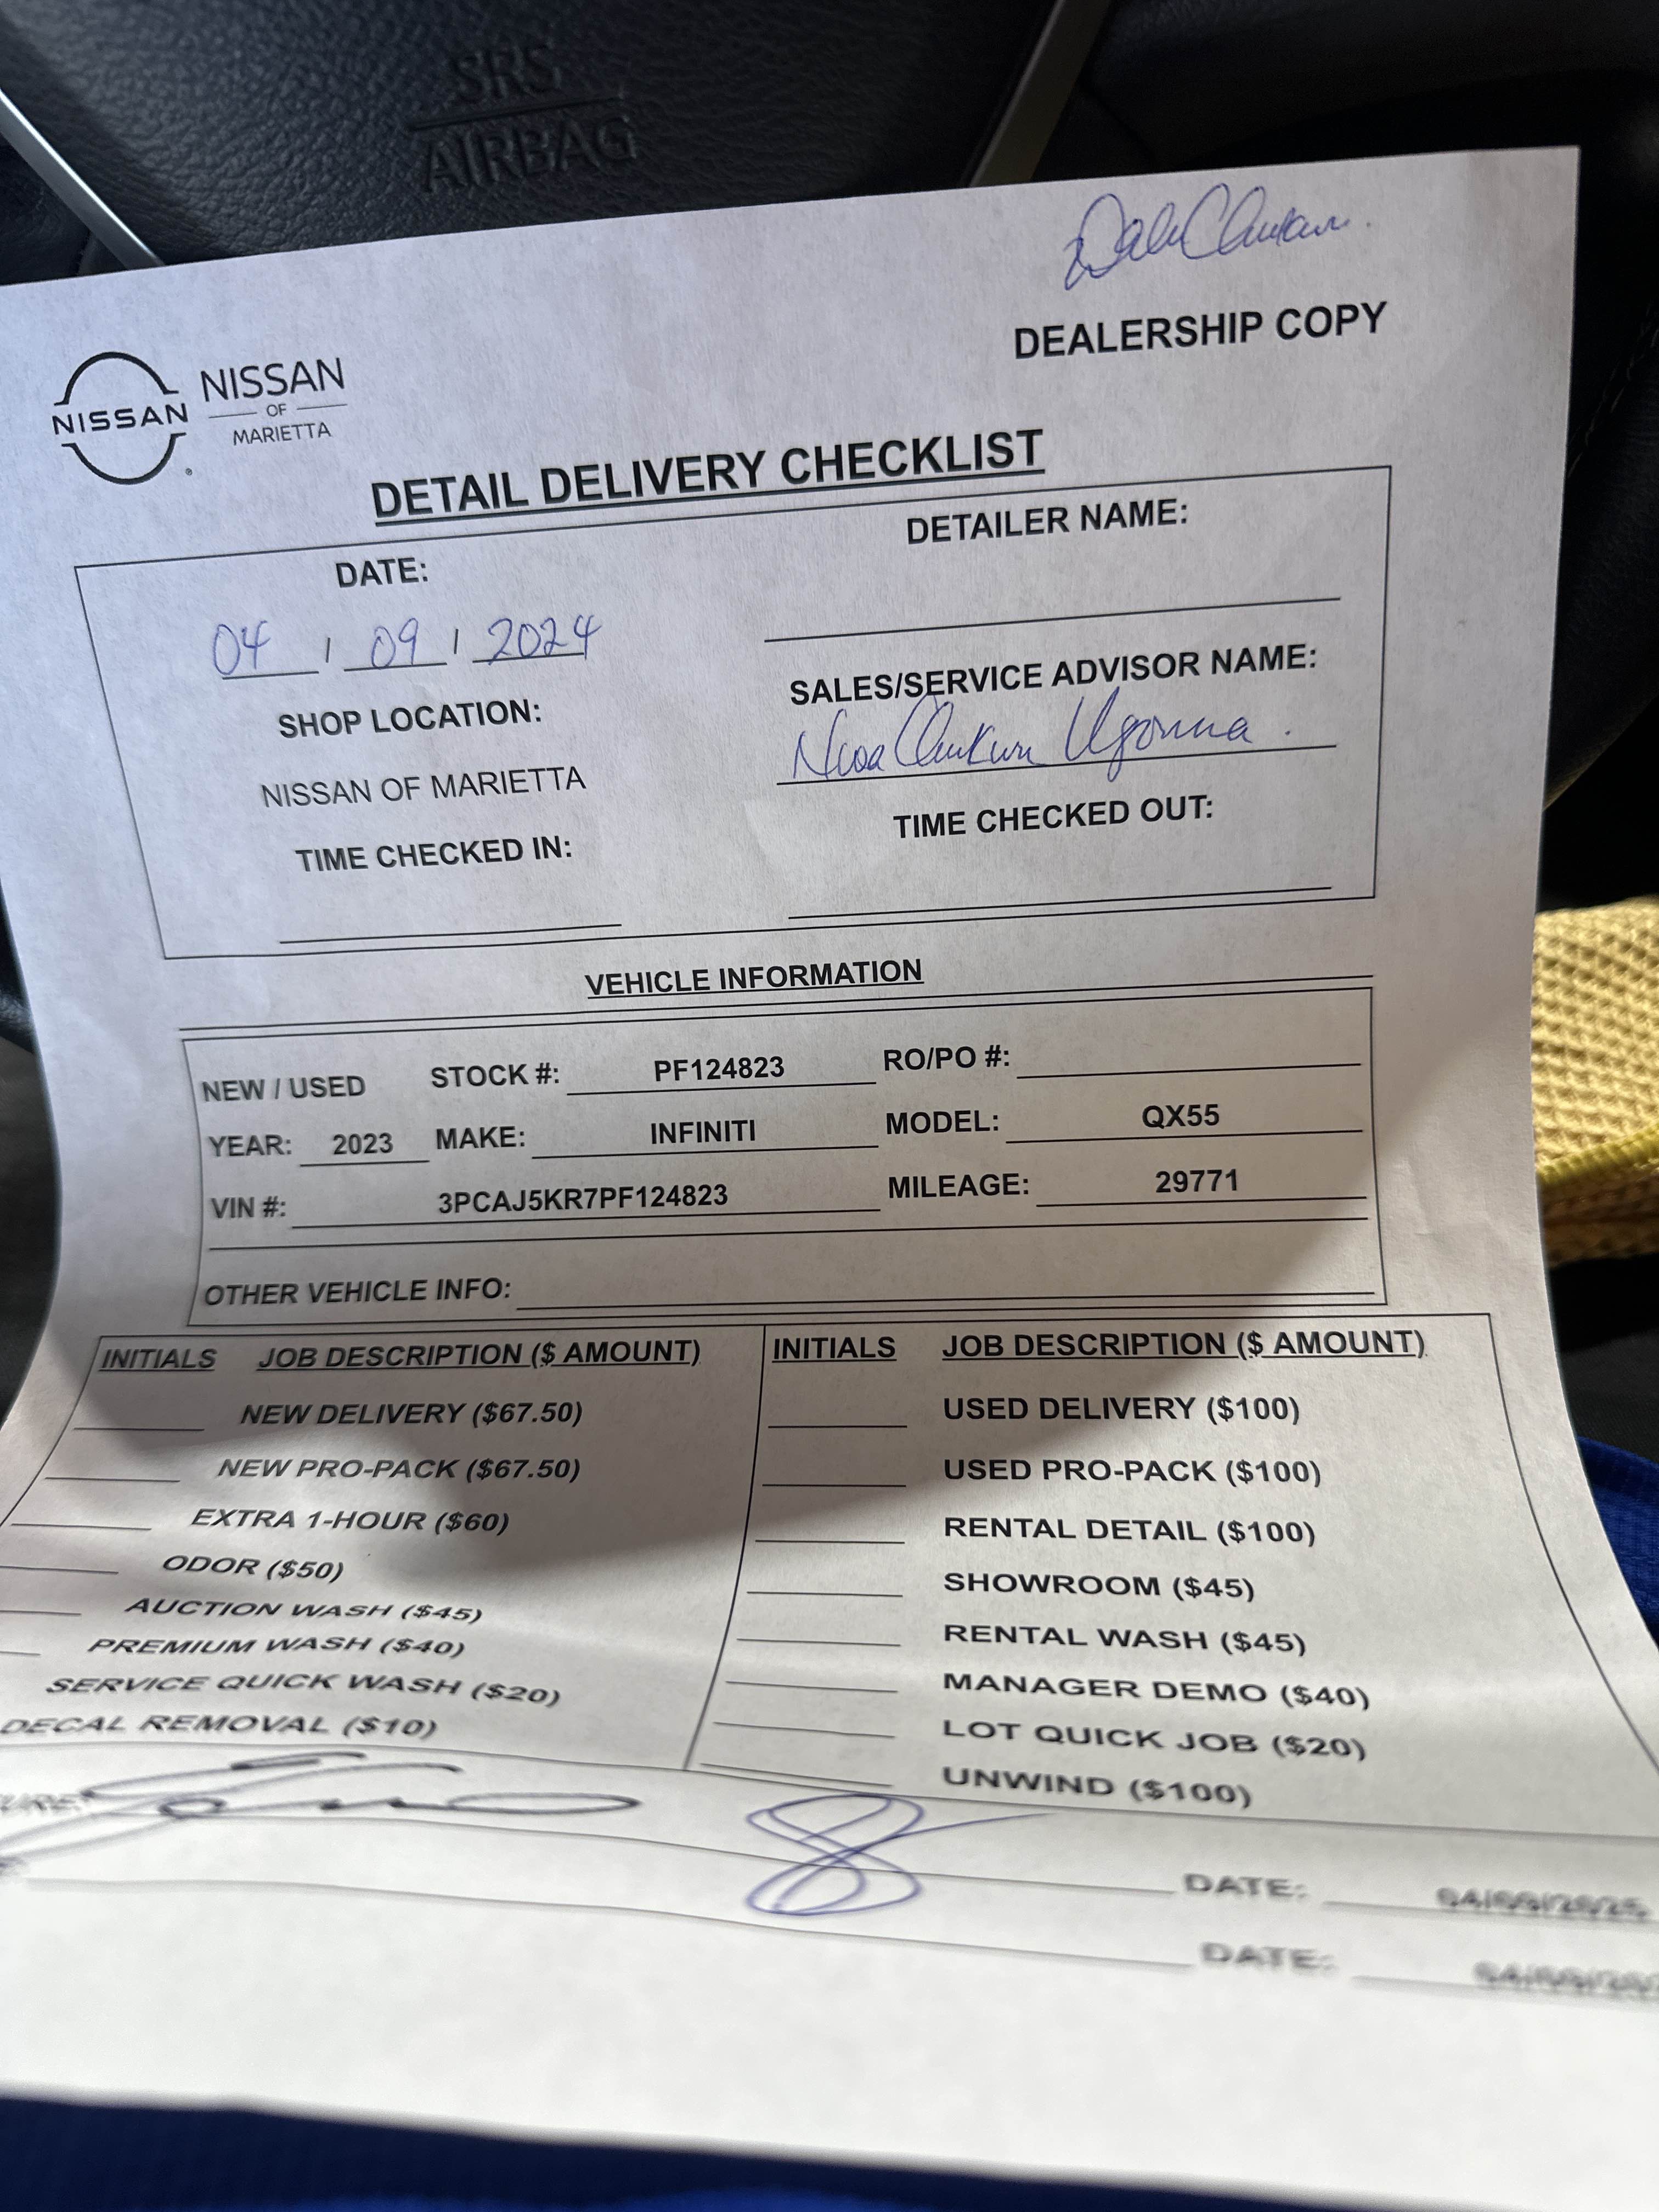 SRS
AIRBAG
DEALERSHIP COPY
NISSAN
NISSAN
OF
MARIETTA
DETAIL DELIVERY CHECKLIST
DATE:
DETAILER NAME:
04 / 09 / 2024
SALES/SERVICE ADVISOR NAME:
SHOP LOCATION:
Nwa Chukwu Ugonna.
NISSAN OF MARIETTA
TIME CHECKED IN:
TIME CHECKED OUT:
VEHICLE INFORMATION
NEW / USED STOCK #: PF124823 RO/PO #:
YEAR: 2023 MAKE: INFINITI MODEL: QX55
VIN #: 3PCAJ5KR7PF124823 MILEAGE: 29771
OTHER VEHICLE INFO:
INITIALS JOB DESCRIPTION ($ AMOUNT)
NEW DELIVERY ($67.50)
NEW PRO-PACK ($67.50)
EXTRA 1-HOUR ($60)
ODOR ($50)
AUCTION WASH ($45)
PREMIUM WASH ($40)
SERVICE QUICK WASH ($20)
DECAL REMOVAL ($10)
INITIALS JOB DESCRIPTION ($ AMOUNT)
USED DELIVERY ($100)
USED PRO-PACK ($100)
RENTAL DETAIL ($100)
SHOWROOM ($45)
RENTAL WASH ($45)
MANAGER DEMO ($40)
LOT QUICK JOB ($20)
UNWIND ($100)
DATE:
DATE: